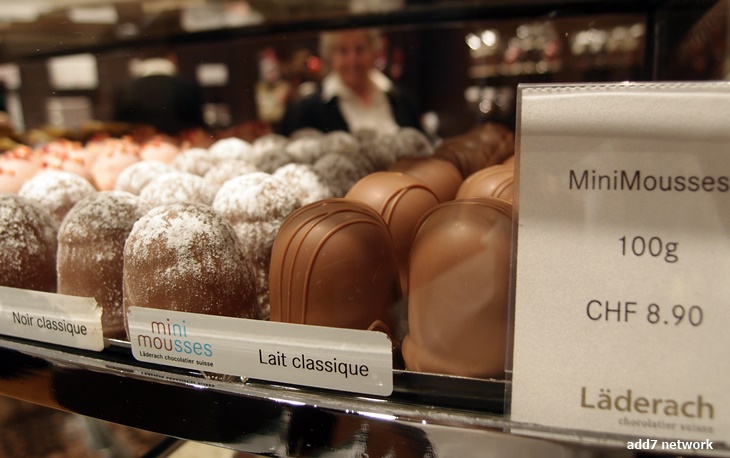 Noir classique
mini
mousses
Läderach chocolatier suisse
Lait classique
MiniMousses
100g
CHF 8.90
Läderach
chocolatier suisse
add7 network